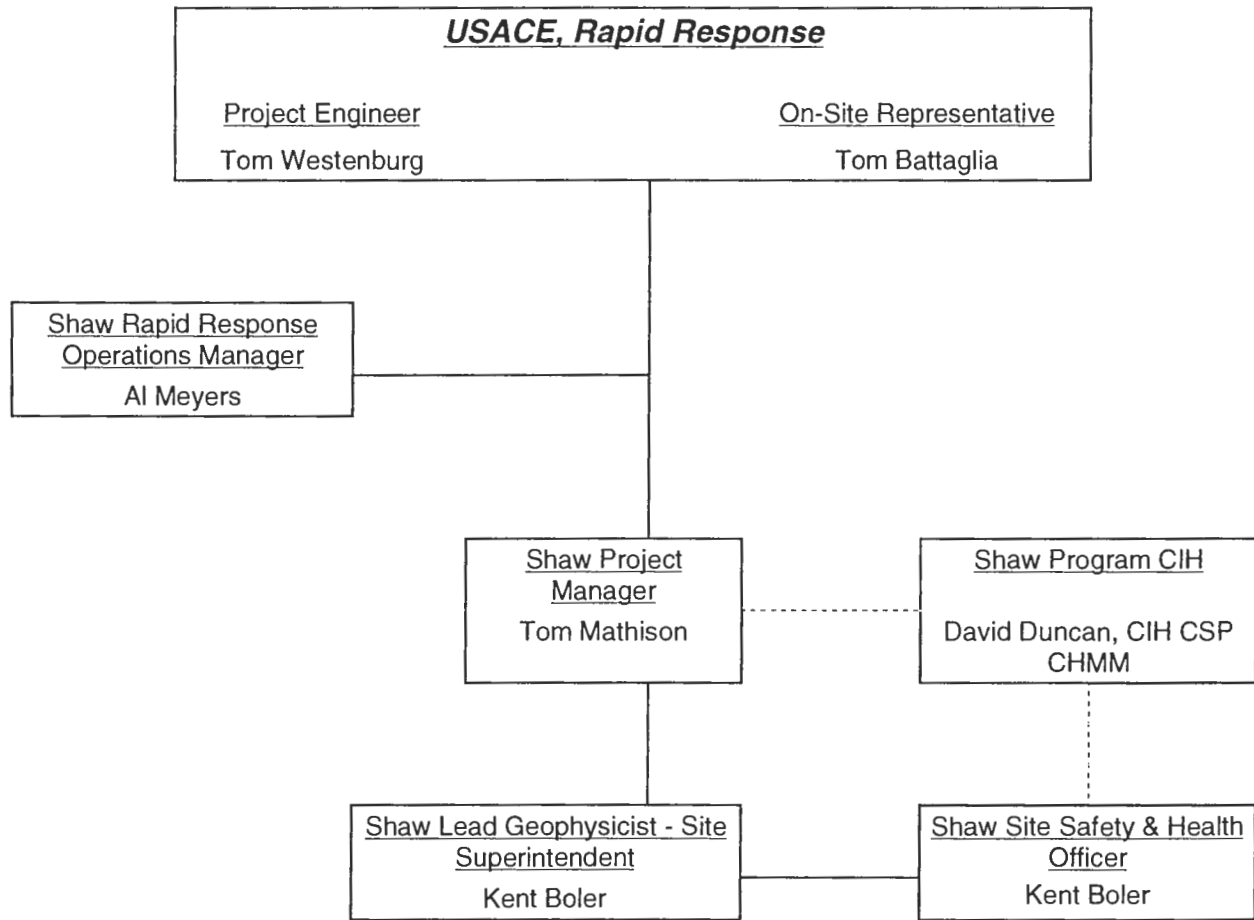 USACE, Rapid Response
Project Engineer
Tom Westenburg
On-Site Representative
Tom Battaglia
Shaw Rapid Response
Operations Manager
Al Meyers
Shaw Project
Manager
Tom Mathison
Shaw Program CIH
David Duncan, CIH CSP
CHMM
Shaw Lead Geophysicist - Site
Superintendent
Kent Boler
Shaw Site Safety & Health
Officer
Kent Boler